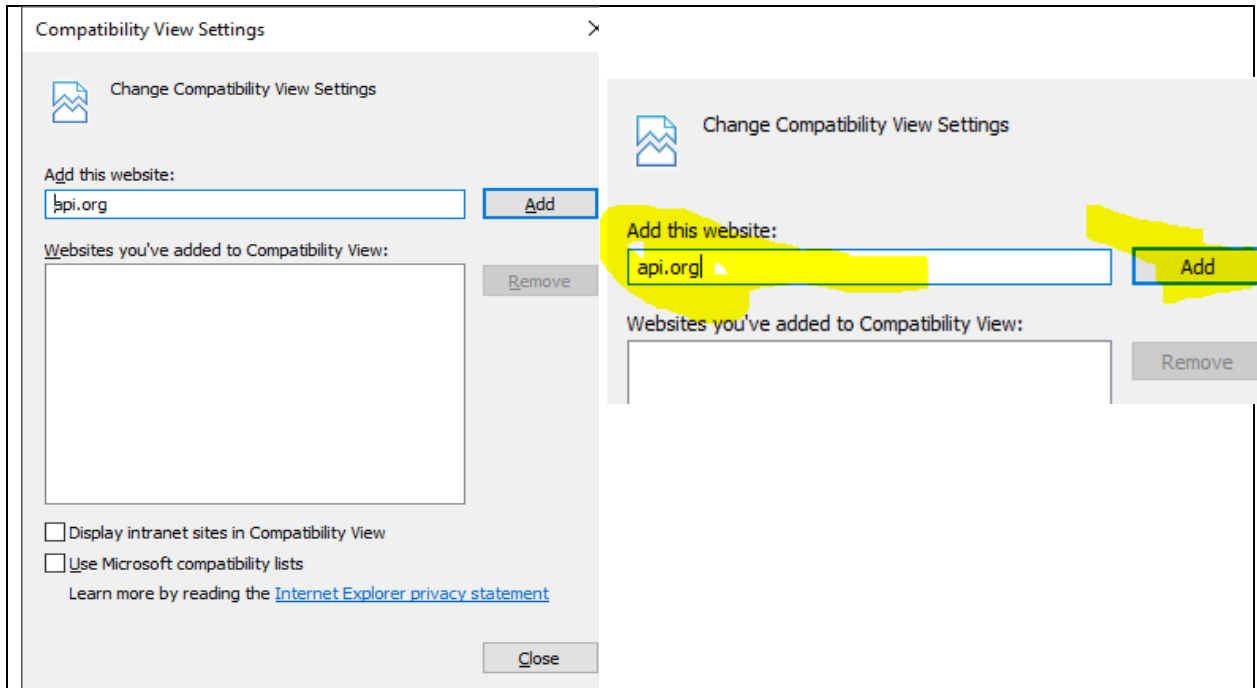 Compatibility View Settings
Change Compatibility View Settings
Add this website:
api.org
Add
Websites you've added to Compatibility View:
Remove
Display intranet sites in Compatibility View
Use Microsoft compatibility lists
Learn more by reading the Internet Explorer privacy statement
Close
Change Compatibility View Settings
Add this website:
api.org
Add
Websites you've added to Compatibility View:
Remove